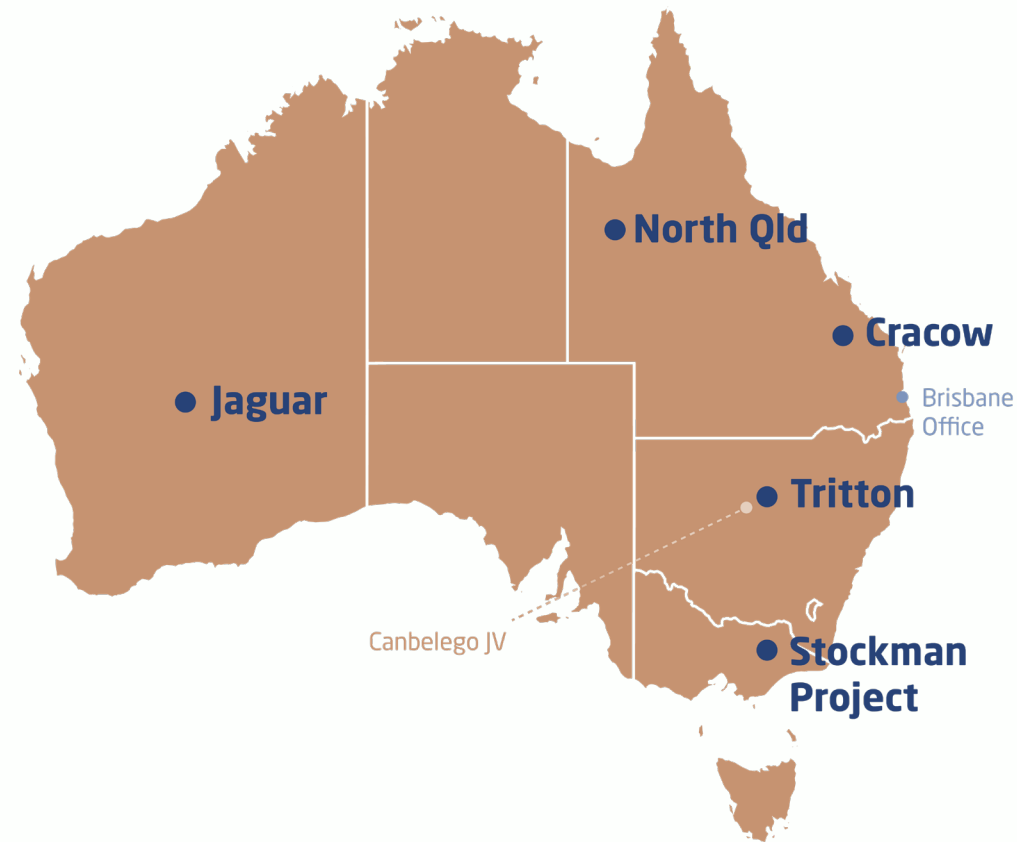 North Qld
Cracow
Jaguar
Brisbane
Office
Tritton
Canbelego JV
Stockman
Project